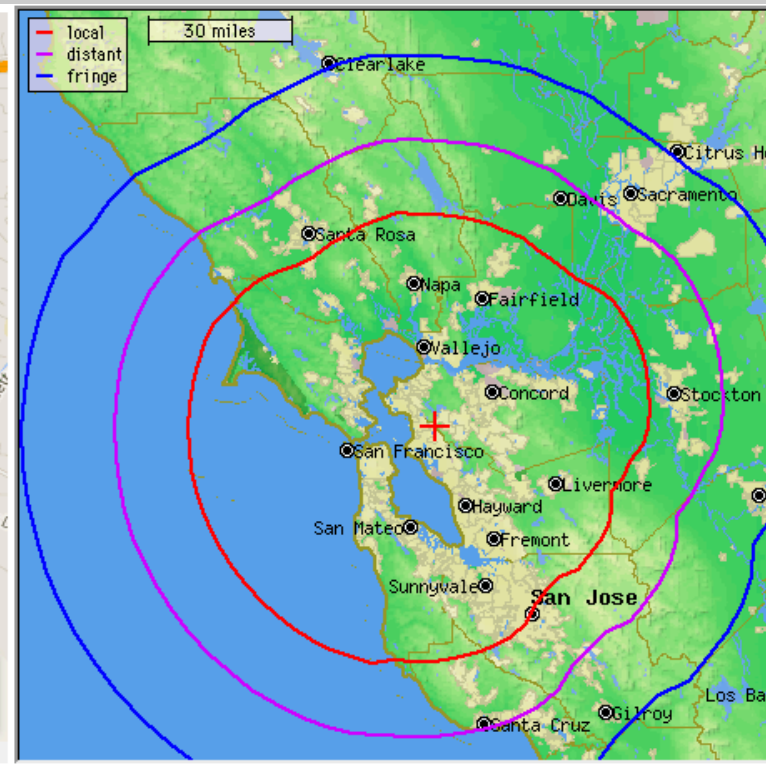 local
30 miles
distant
fringe
Clearlake
Citrus H
Davis
Sacramento
Santa Rosa
Napa
Fairfield
Vallejo
Concord
Stockton
San Francisco
Livermore
Hayward
San Mateo
Fremont
Sunnyvale
San Jose
Los Ba
Gilroy
Santa Cruz